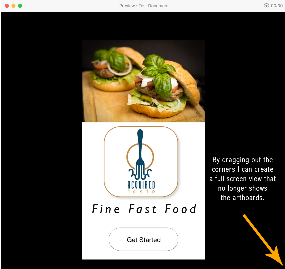 ACQUIRED
TASTE
Fine Fast Food
Get Started
By dragging out the
corners I can create
a full screen view that
no longer shows
the artboards.